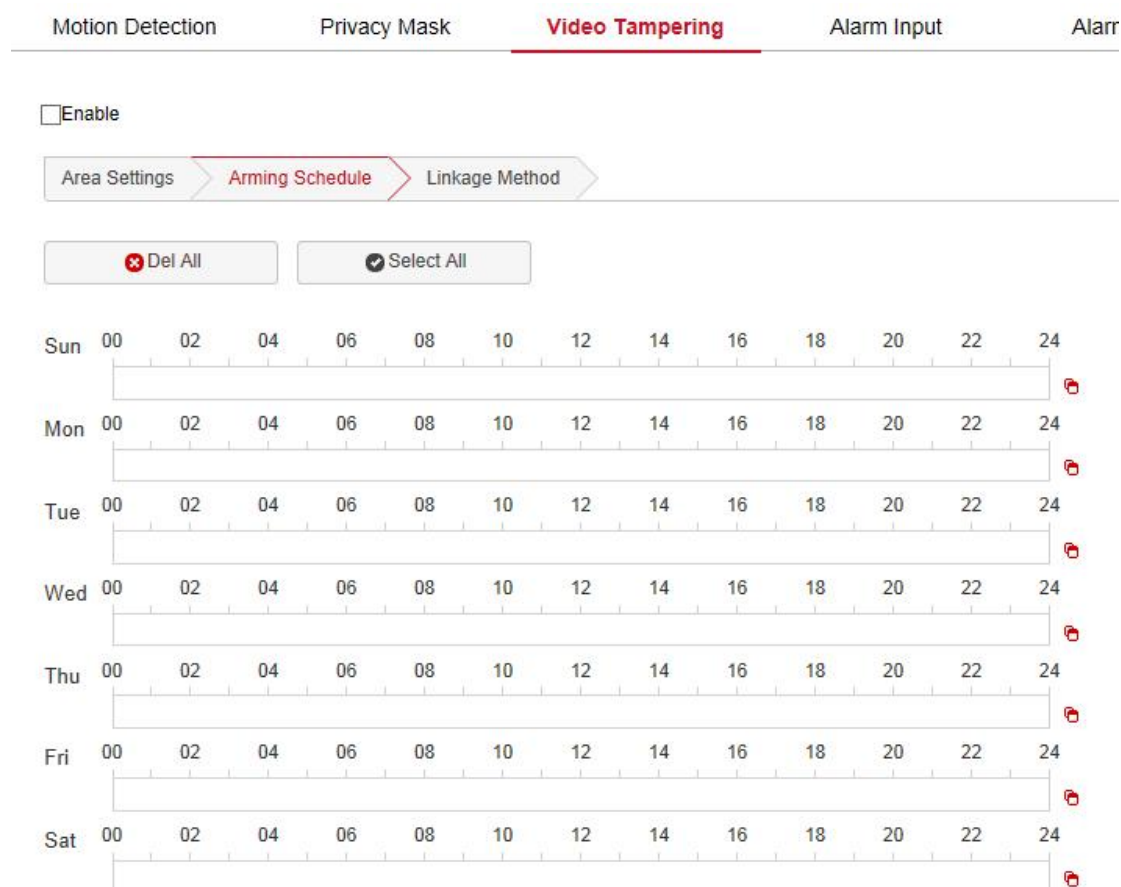 Motion Detection Privacy Mask Video Tampering Alarm Input Alarr
Enable
Area Settings Arming Schedule Linkage Method
Del All Select All
Sun 00 02 04 06 08 10 12 14 16 18 20 22 24
Mon 00 02 04 06 08 10 12 14 16 18 20 22 24
Tue 00 02 04 06 08 10 12 14 16 18 20 22 24
Wed 00 02 04 06 08 10 12 14 16 18 20 22 24
Thu 00 02 04 06 08 10 12 14 16 18 20 22 24
Fri 00 02 04 06 08 10 12 14 16 18 20 22 24
Sat 00 02 04 06 08 10 12 14 16 18 20 22 24